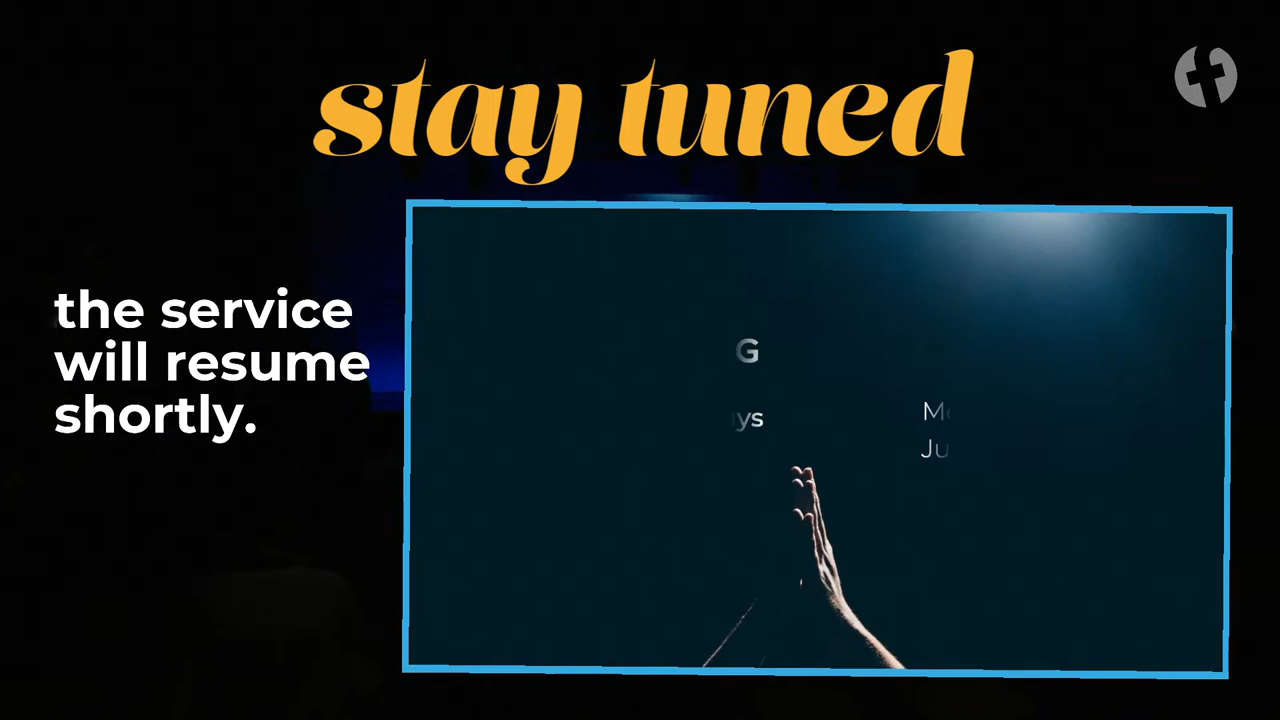 stay tuned
the service
will resume
shortly.